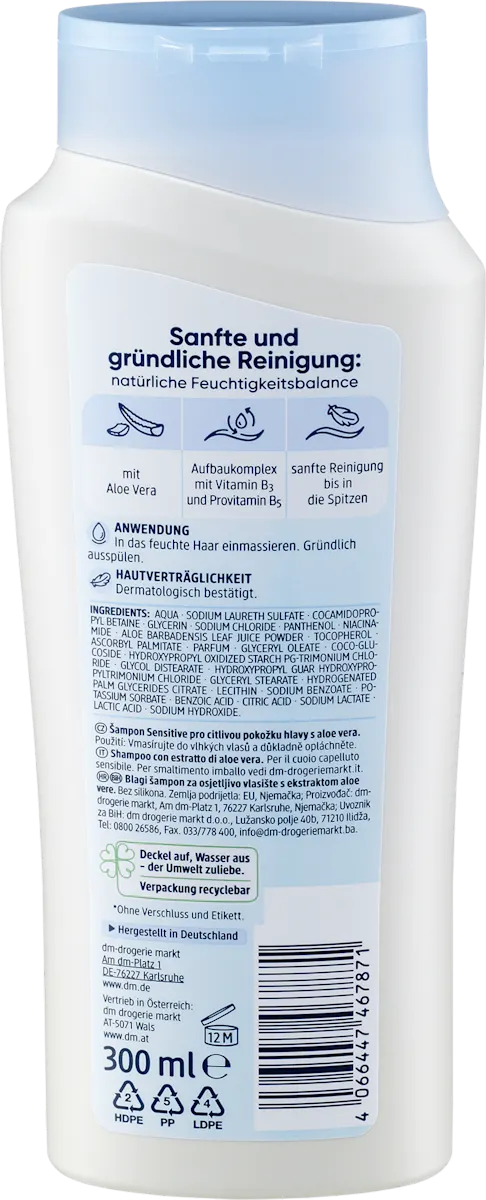 Sanfte und
gründliche Reinigung:
natürliche Feuchtigkeitsbalance
mit
Aloe Vera
Aufbaukomplex
mit Vitamin B3
und Provitamin B5
sanfte Reinigung
bis in
die Spitzen
ANWENDUNG
In das feuchte Haar einmassieren. Gründlich
ausspülen.
HAUTVERTRÄGLICHKEIT
Dermatologisch bestätigt.
INGREDIENTS: AQUA · SODIUM LAURETH SULFATE · COCAMIDOPRO-
PYL BETAINE · GLYCERIN · SODIUM CHLORIDE · PANTHENOL · NIACINA-
MIDE · ALOE BARBADENSIS LEAF JUICE POWDER · TOCOPHEROL ·
ASCORBYL PALMITATE · PARFUM · GLYCERYL OLEATE · COCO-GLU-
COSIDE · HYDROXYPROPYL OXIDIZED STARCH PG-TRIMONIUM CHLO-
RIDE · GLYCOL DISTEARATE · HYDROXYPROPYL GUAR HYDROXYPRO-
PYLTRIMONIUM CHLORIDE · GLYCERYL STEARATE · HYDROGENATED
PALM GLYCERIDES CITRATE · LECITHIN · SODIUM BENZOATE · PO-
TASSIUM SORBATE · BENZOIC ACID · CITRIC ACID · SODIUM LACTATE ·
LACTIC ACID · SODIUM HYDROXIDE.
CZ Šampon Sensitive pro citlivou pokožku hlavy s aloe vera.
Použití: Vmasírujte do vlhkých vlasů a důkladně opláchněte.
IT Shampoo con estratto di aloe vera. Per il cuoio capelluto
sensibile. Per smaltimento imballo vedi dm-drogeriemarkt.it.
HR BIH Blagi šampon za osjetljivo vlasište s ekstraktom aloe
vere. Bez silikona. Zemlja podrijetla: EU, Njemačka; Proizvođač: dm-
drogerie markt, Am dm-Platz 1, 76227 Karlsruhe, Njemačka; Uvoznik
za BiH: dm drogerie markt d.o.o., Lužansko polje 40b, 71210 Ilidža,
Tel: 0800 26586, Fax. 033/778 400, info@dm-drogeriemarkt.ba.
Deckel auf, Wasser aus
- der Umwelt zuliebe.
Verpackung recyclebar
*Ohne Verschluss und Etikett.
Hergestellt in Deutschland
dm-drogerie markt
Am dm-Platz 1
DE-76227 Karlsruhe
www.dm.de
Vertrieb in Österreich:
dm drogerie markt
AT-5071 Wals
www.dm.at
12 M
300 ml e
2
HDPE
5
PP
4
LDPE
4 066447 467871